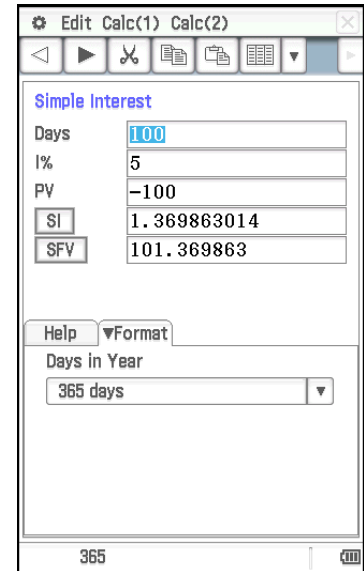 Edit Calc(1) Calc(2)
Simple Interest
Days 100
I% 5
PV −100
SI 1.369863014
SFV 101.369863
Help ▼Format
Days in Year
365 days
365